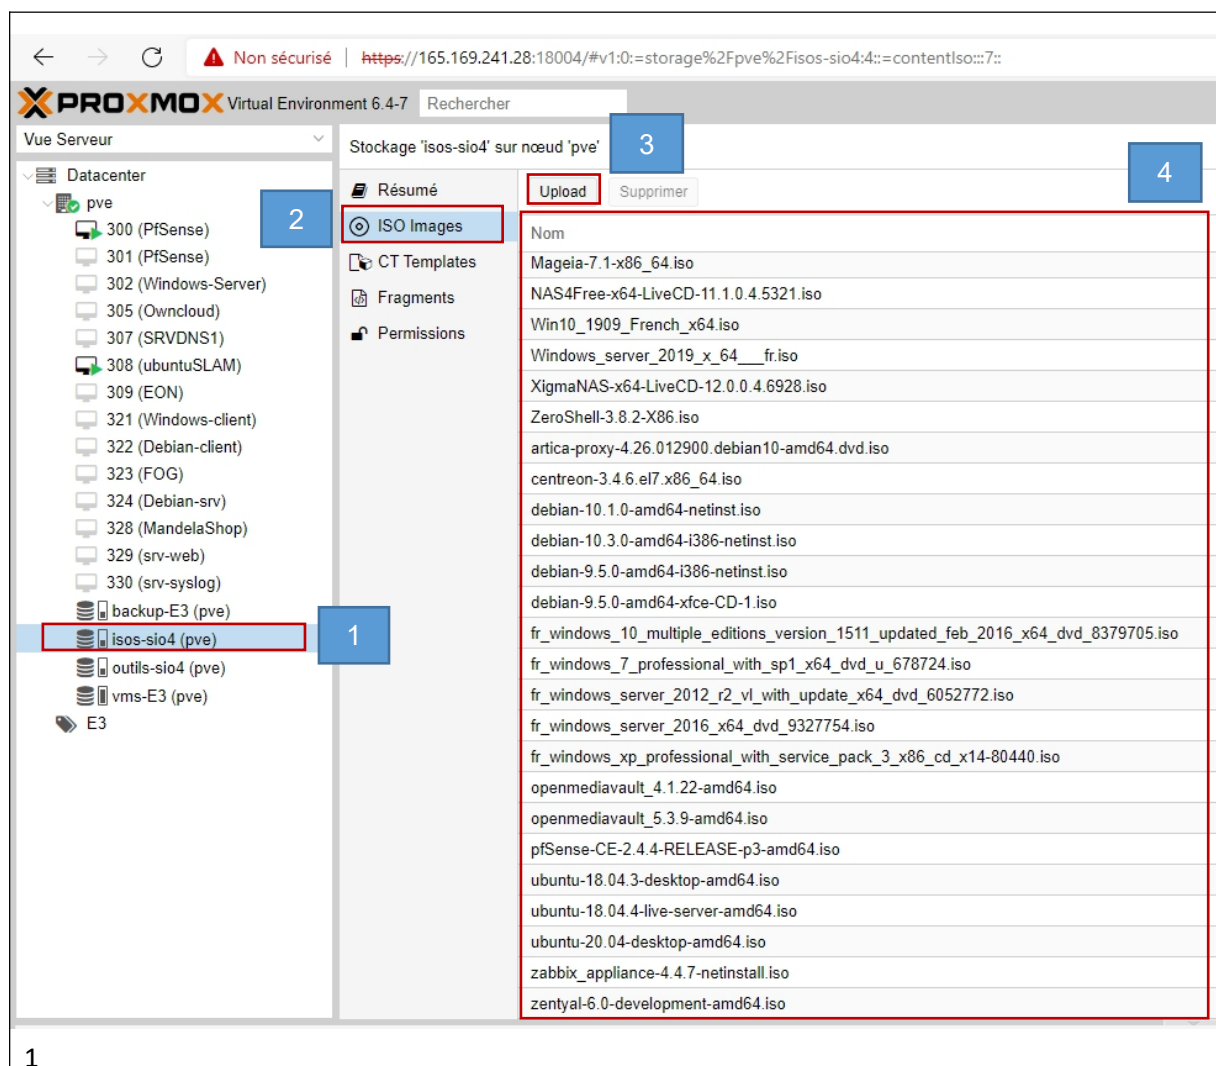 Non sécurisé | https://165.169.241.28:18004/#v1:0:=storage%2Fpve%2Fisos-sio4:4::=contentIso:::7::
PROXMOX Virtual Environment 6.4-7 Rechercher
Vue Serveur
Datacenter
pve
300 (PfSense)
301 (PfSense)
302 (Windows-Server)
305 (Owncloud)
307 (SRVDNS1)
308 (ubuntuSLAM)
309 (EON)
321 (Windows-client)
322 (Debian-client)
323 (FOG)
324 (Debian-srv)
328 (MandelaShop)
329 (srv-web)
330 (srv-syslog)
backup-E3 (pve)
isos-sio4 (pve)
outils-sio4 (pve)
vms-E3 (pve)
E3
1
2
Stockage 'isos-sio4' sur nœud 'pve'
3
4
Résumé
ISO Images
CT Templates
Fragments
Permissions
Upload Supprimer
Nom
Mageia-7.1-x86_64.iso
NAS4Free-x64-LiveCD-11.1.0.4.5321.iso
Win10_1909_French_x64.iso
Windows_server_2019_x_64___fr.iso
XigmaNAS-x64-LiveCD-12.0.0.4.6928.iso
ZeroShell-3.8.2-X86.iso
artica-proxy-4.26.012900.debian10-amd64.dvd.iso
centreon-3.4.6.el7.x86_64.iso
debian-10.1.0-amd64-netinst.iso
debian-10.3.0-amd64-i386-netinst.iso
debian-9.5.0-amd64-i386-netinst.iso
debian-9.5.0-amd64-xfce-CD-1.iso
fr_windows_10_multiple_editions_version_1511_updated_feb_2016_x64_dvd_8379705.iso
fr_windows_7_professional_with_sp1_x64_dvd_u_678724.iso
fr_windows_server_2012_r2_vl_with_update_x64_dvd_6052772.iso
fr_windows_server_2016_x64_dvd_9327754.iso
fr_windows_xp_professional_with_service_pack_3_x86_cd_x14-80440.iso
openmediavault_4.1.22-amd64.iso
openmediavault_5.3.9-amd64.iso
pfSense-CE-2.4.4-RELEASE-p3-amd64.iso
ubuntu-18.04.3-desktop-amd64.iso
ubuntu-18.04.4-live-server-amd64.iso
ubuntu-20.04-desktop-amd64.iso
zabbix_appliance-4.4.7-netinstall.iso
zentyal-6.0-development-amd64.iso
1